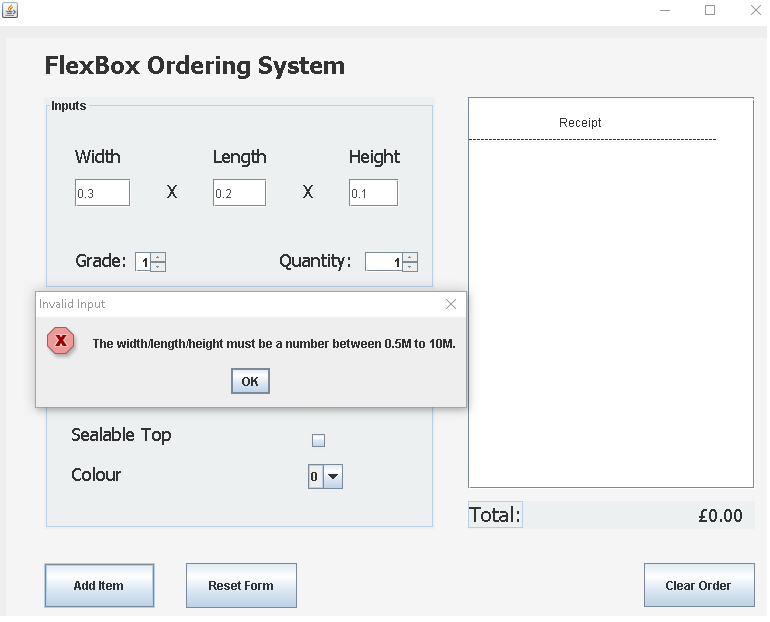 FlexBox Ordering System
Inputs
Width Length Height
0.3 X 0.2 X 0.1
Grade: 1 Quantity: 1
Invalid Input
X The width/length/height must be a number between 0.5M to 10M.
OK
Sealable Top
Colour 0
Receipt
Total: £0.00
Add Item Reset Form Clear Order